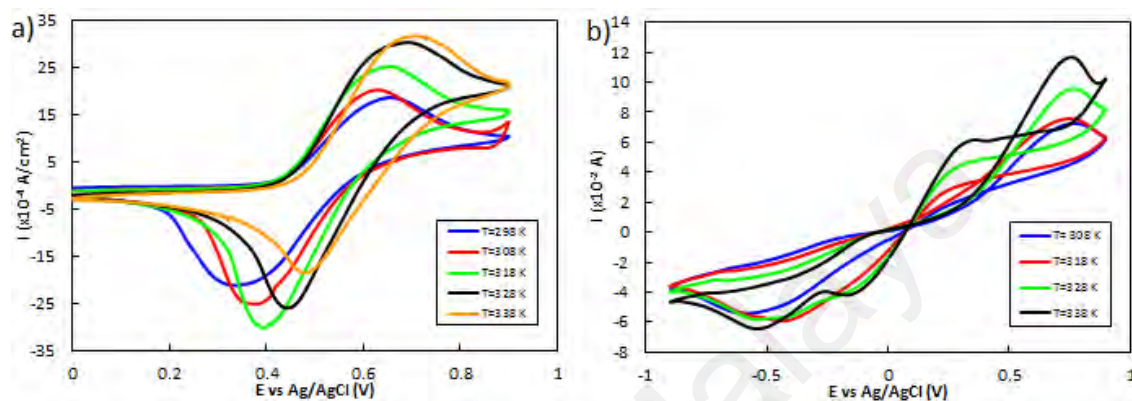 a)
I (x10⁻⁴ A/cm²)
35
25
15
5
-5
-15
-25
-35
0
0.2
0.4
0.6
0.8
1
E vs Ag/AgCl (V)
T=298 K
T=308 K
T=318 K
T=328 K
T=338 K
b)
I (x10⁻² A)
14
12
10
8
6
4
2
0
-2
-4
-6
-8
-1
-0.5
0
0.5
1
E vs Ag/AgCl (V)
T= 308 K
T=318 K
T=328 K
T=338 K